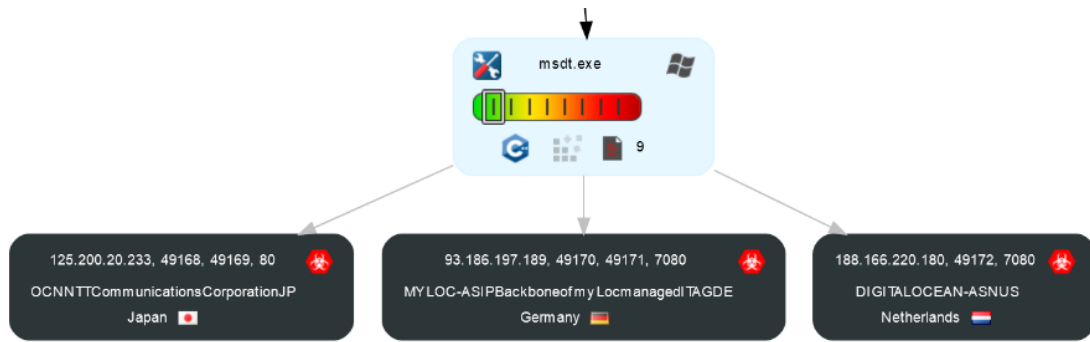 msdt.exe
9
125.200.20.233, 49168, 49169, 80
OCNNTTCommunicationsCorporationJP
Japan
93.186.197.189, 49170, 49171, 7080
MYLOC-ASIPBackboneofmyLocmanagedITAGDE
Germany
188.166.220.180, 49172, 7080
DIGITALOCEAN-ASNUS
Netherlands